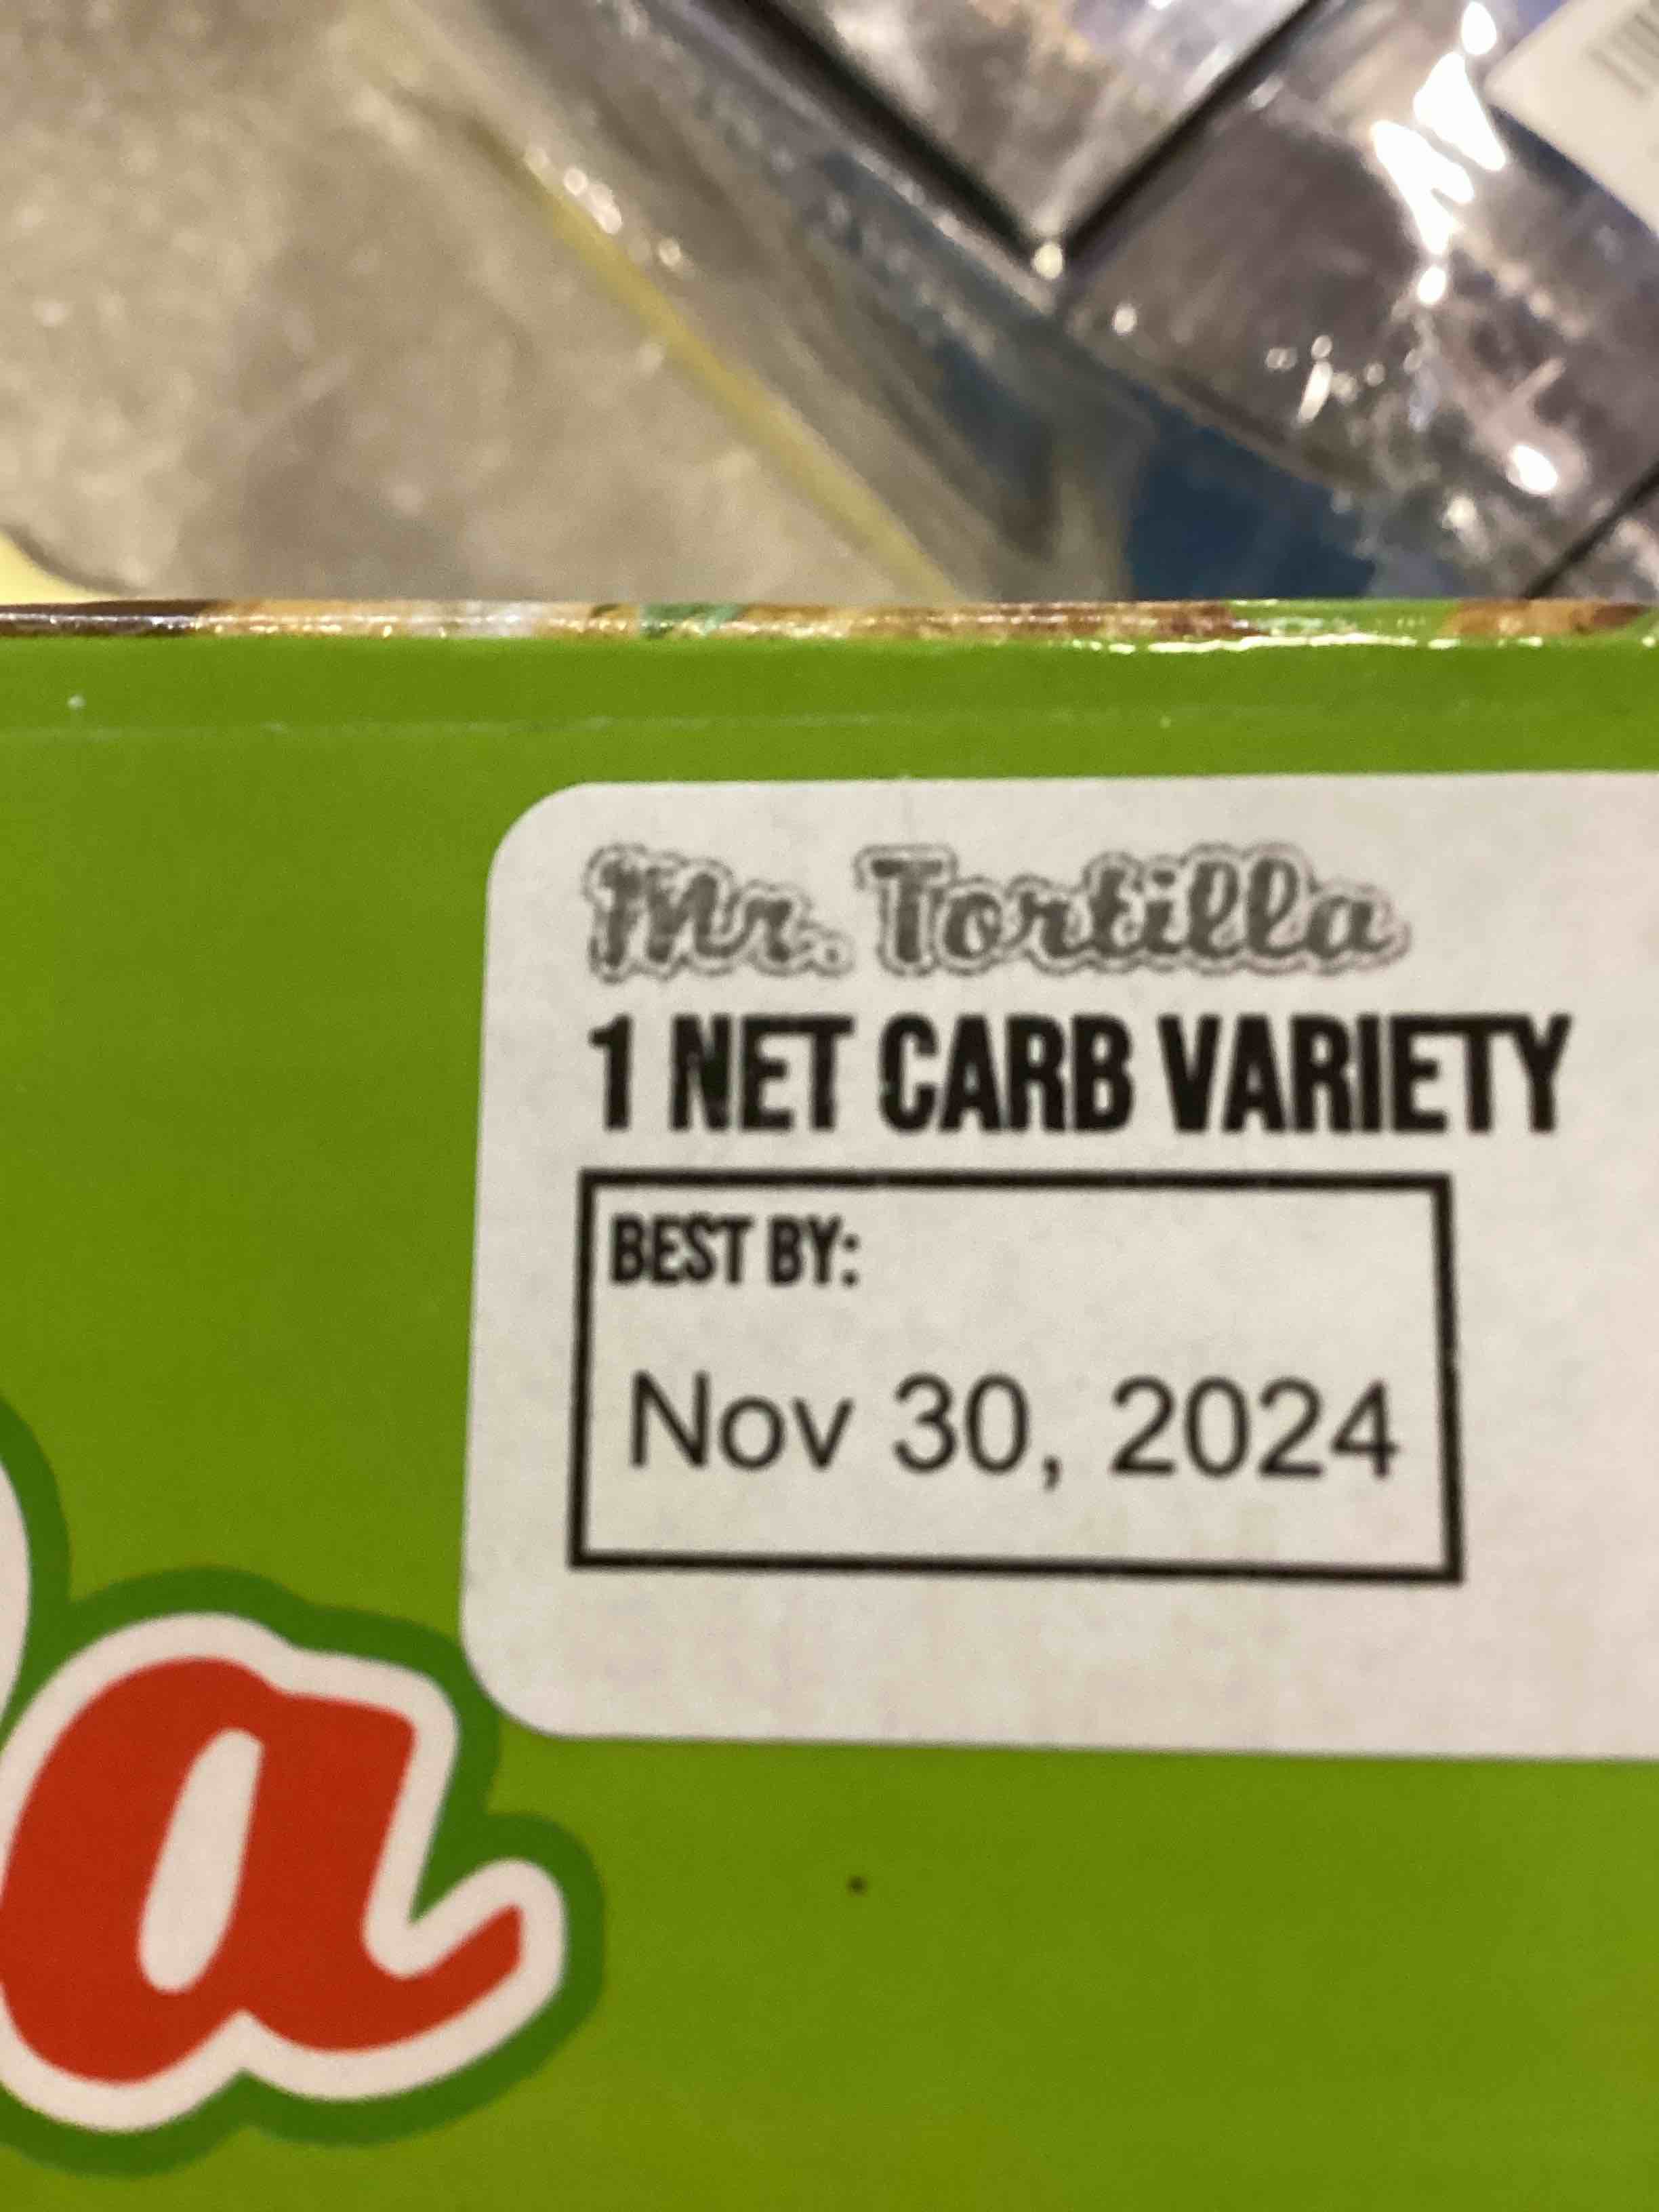 Mr. Tortilla
1 NET CARB VARIETY
BEST BY:
Nov 30, 2024
a